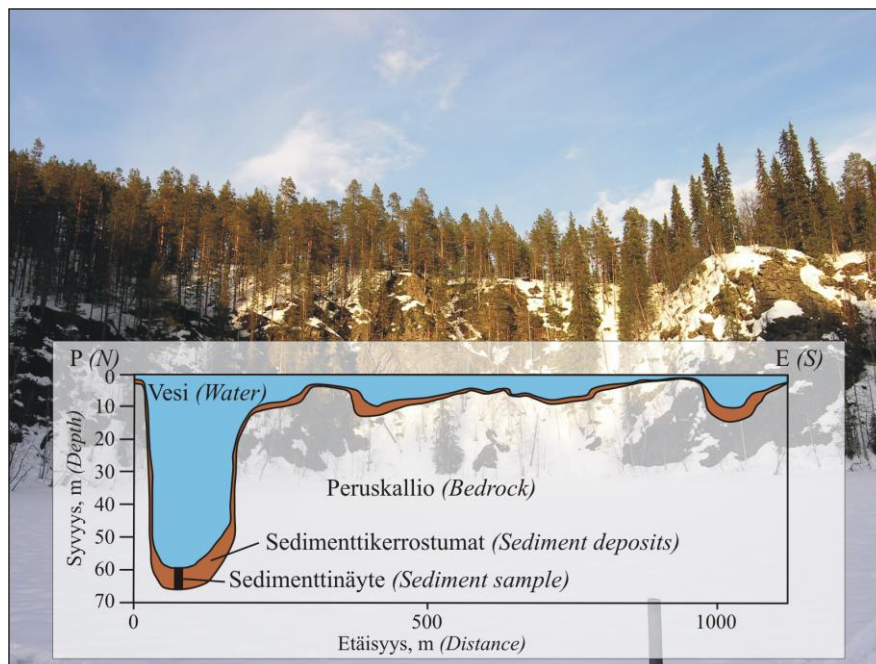 P (N)
E (S)
0
Vesi (Water)
10
20
30
Peruskallio (Bedrock)
40
50
Sedimenttikerrostumat (Sediment deposits)
60
Sedimenttinäyte (Sediment sample)
70
Syvyys, m (Depth)
0
500
1000
Etäisyys, m (Distance)